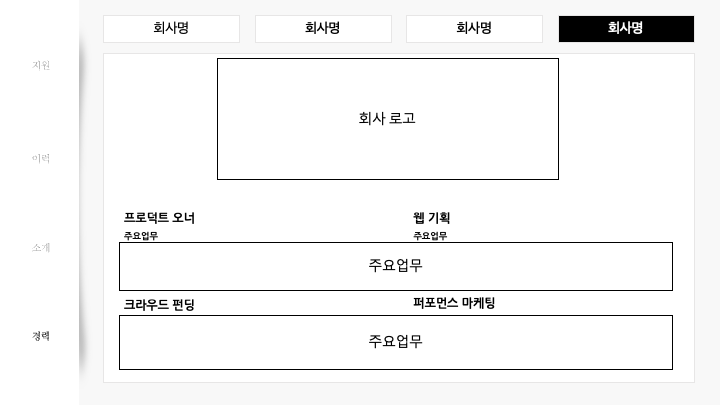 회사명
회사명
회사명
회사명
지원
이력
소개
경력
회사 로고
프로덕트 오너
주요업무
웹 기획
주요업무
주요업무
크라우드 펀딩
퍼포먼스 마케팅
주요업무